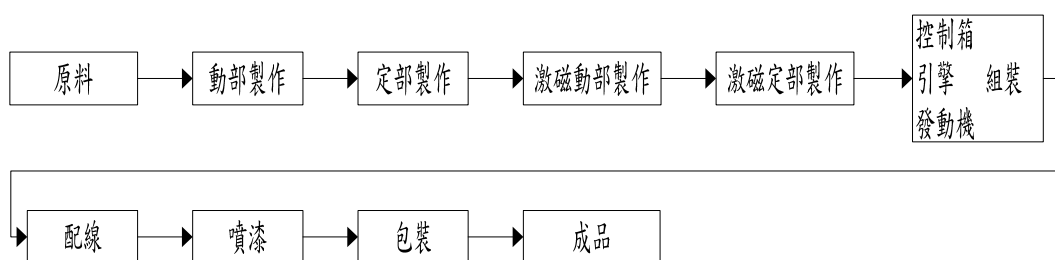 原料
動部製作
定部製作
激磁動部製作
激磁定部製作
控制箱
引擎 組裝
發動機
配線
噴漆
包裝
成品